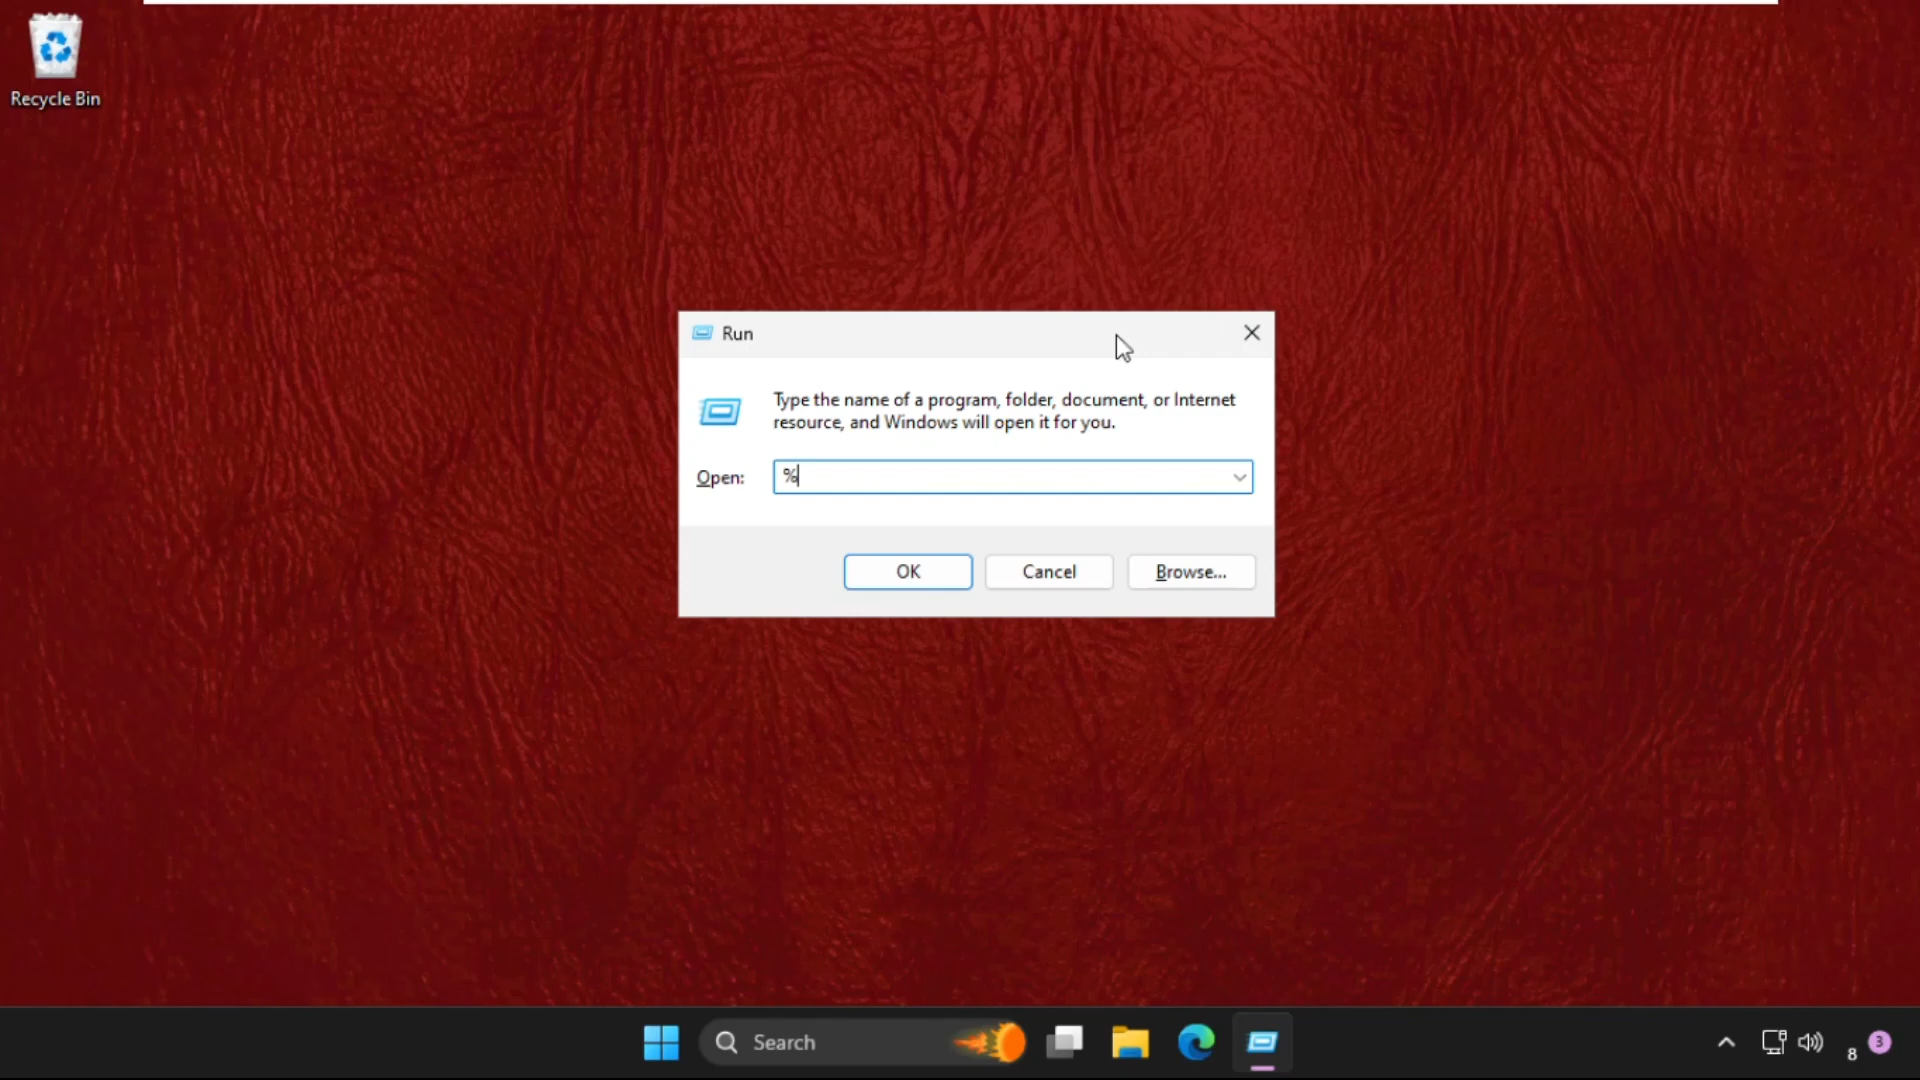 Recycle Bin
Run
Type the name of a program, folder, document, or Internet
resource, and Windows will open it for you.
Open:
%
OK
Cancel
Browse...
Search
8
3